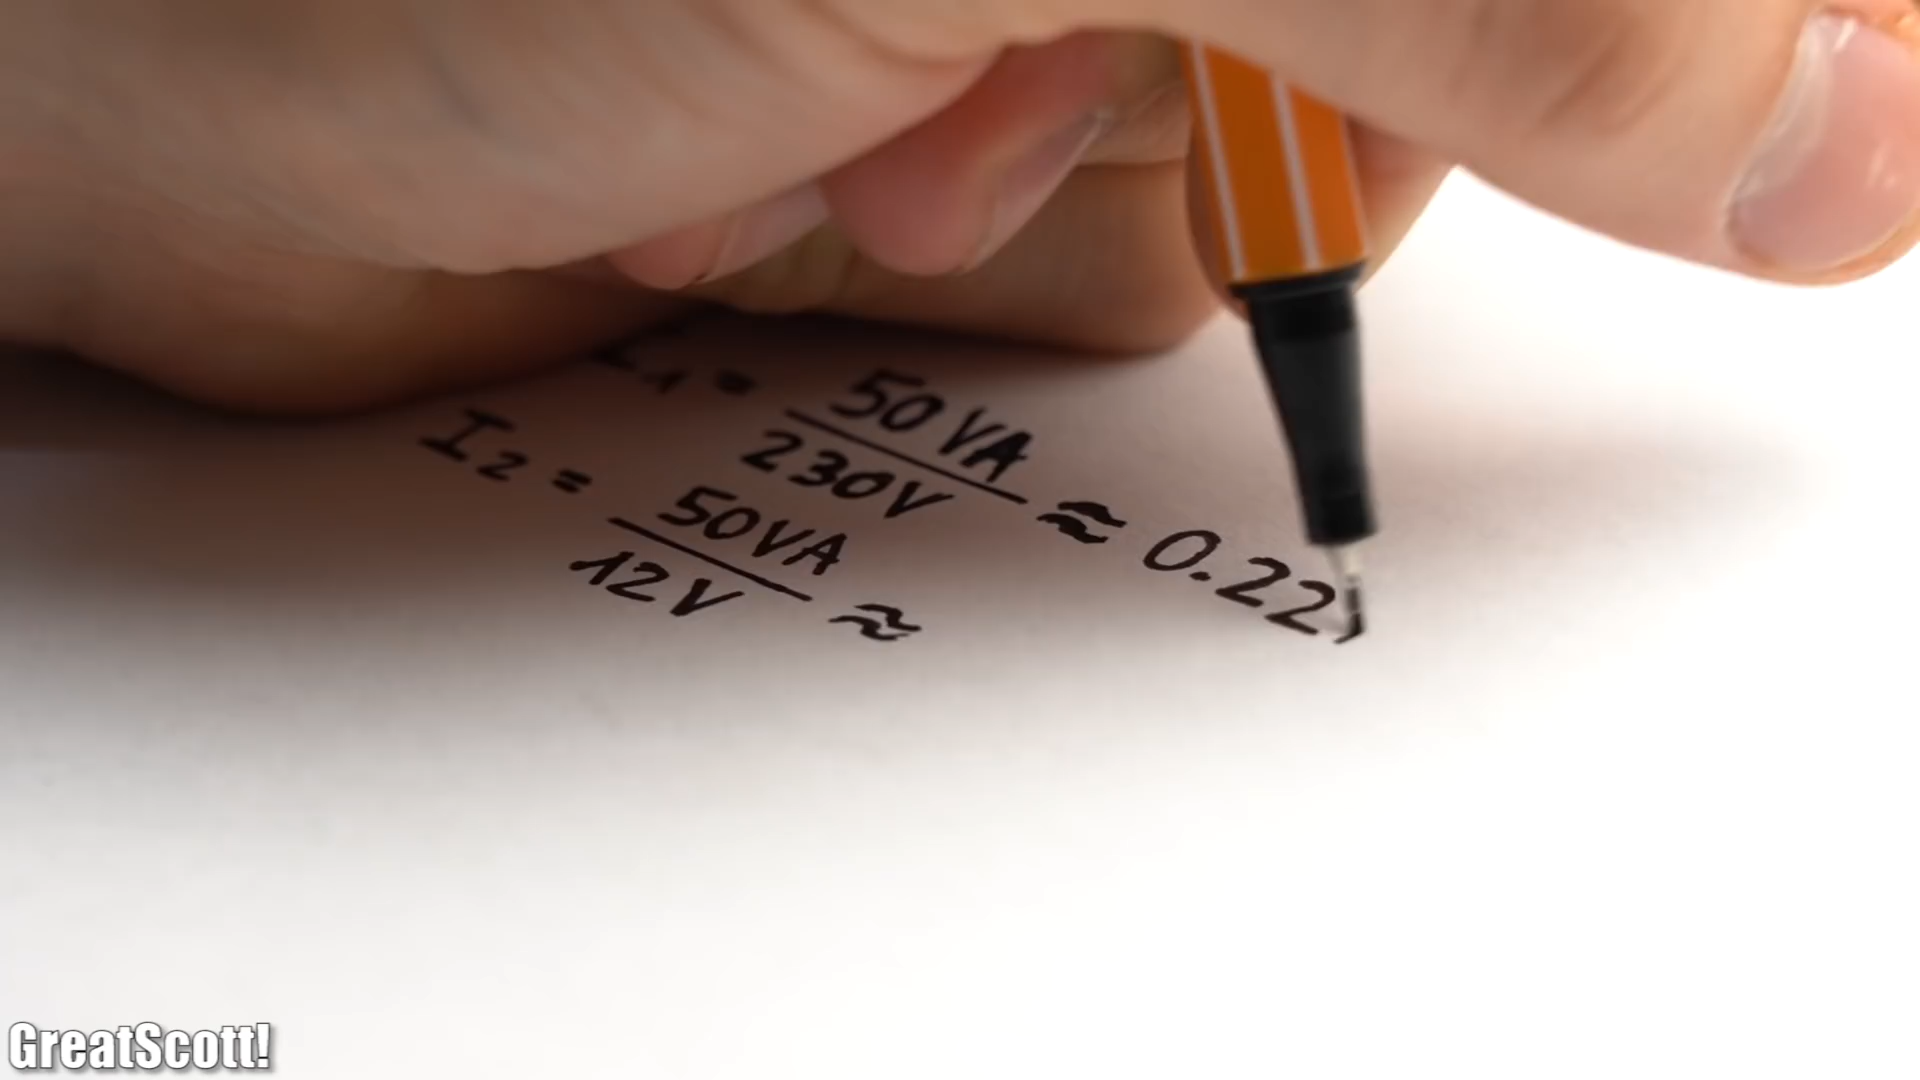 I₁ = 50VA / 230V ≈ 0.22
I₂ = 50VA / 12V ≈
GreatScott!